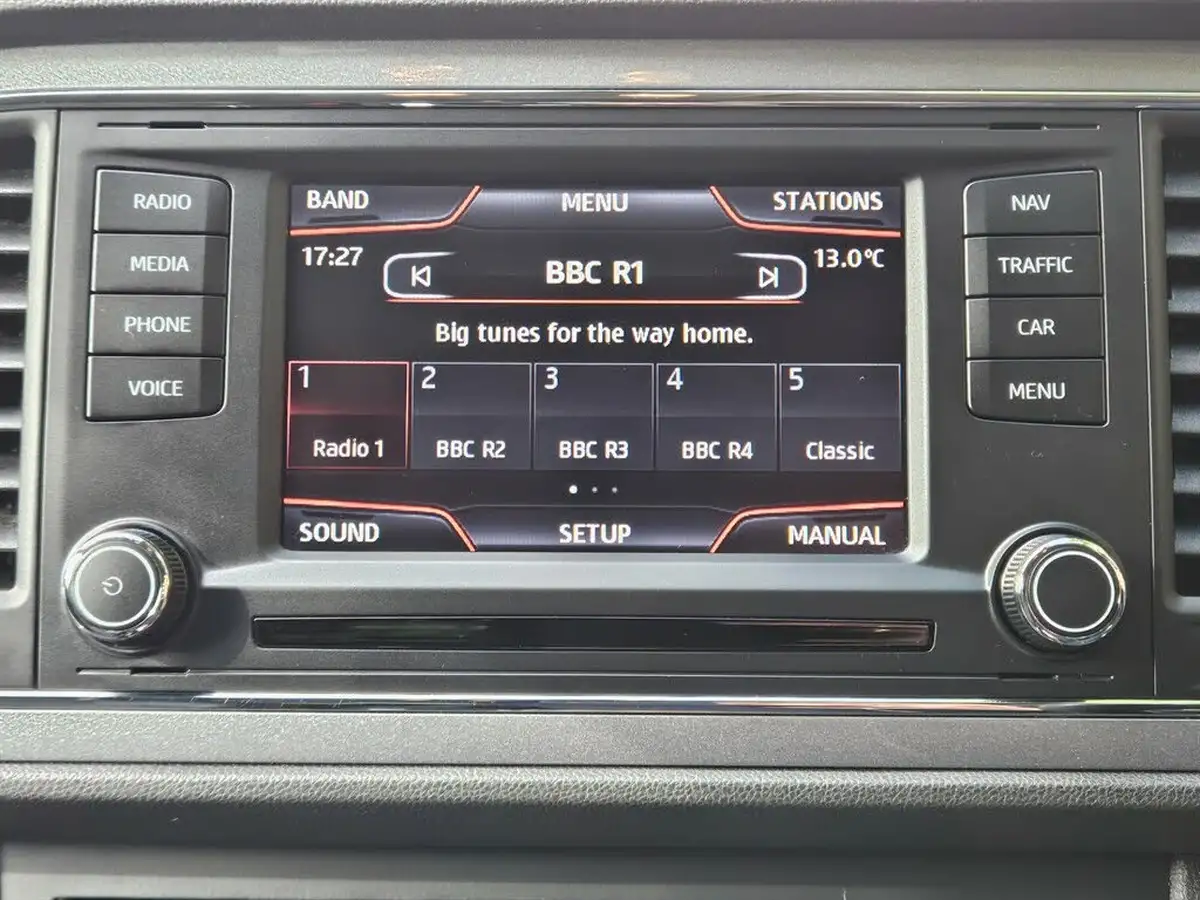 RADIO
MEDIA
PHONE
VOICE
BAND MENU STATIONS
17:27 BBC R1 13.0°C
Big tunes for the way home.
1 2 3 4 5
Radio 1 BBC R2 BBC R3 BBC R4 Classic
SOUND SETUP MANUAL
NAV
TRAFFIC
CAR
MENU